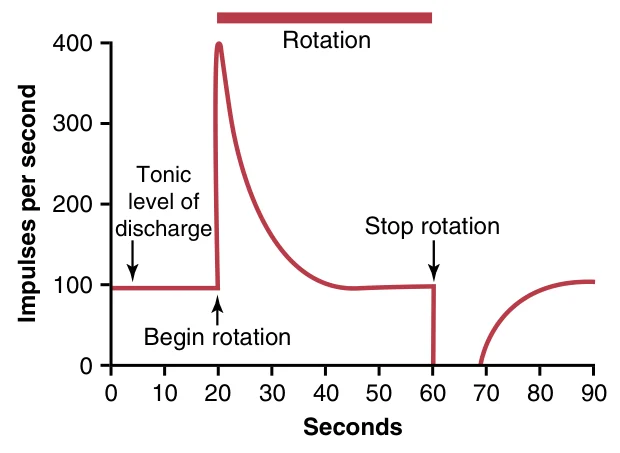 Rotation
400
300
200
100
0
Impulses per second
Tonic
level of
discharge
Stop rotation
Begin rotation
0 10 20 30 40 50 60 70 80 90
Seconds